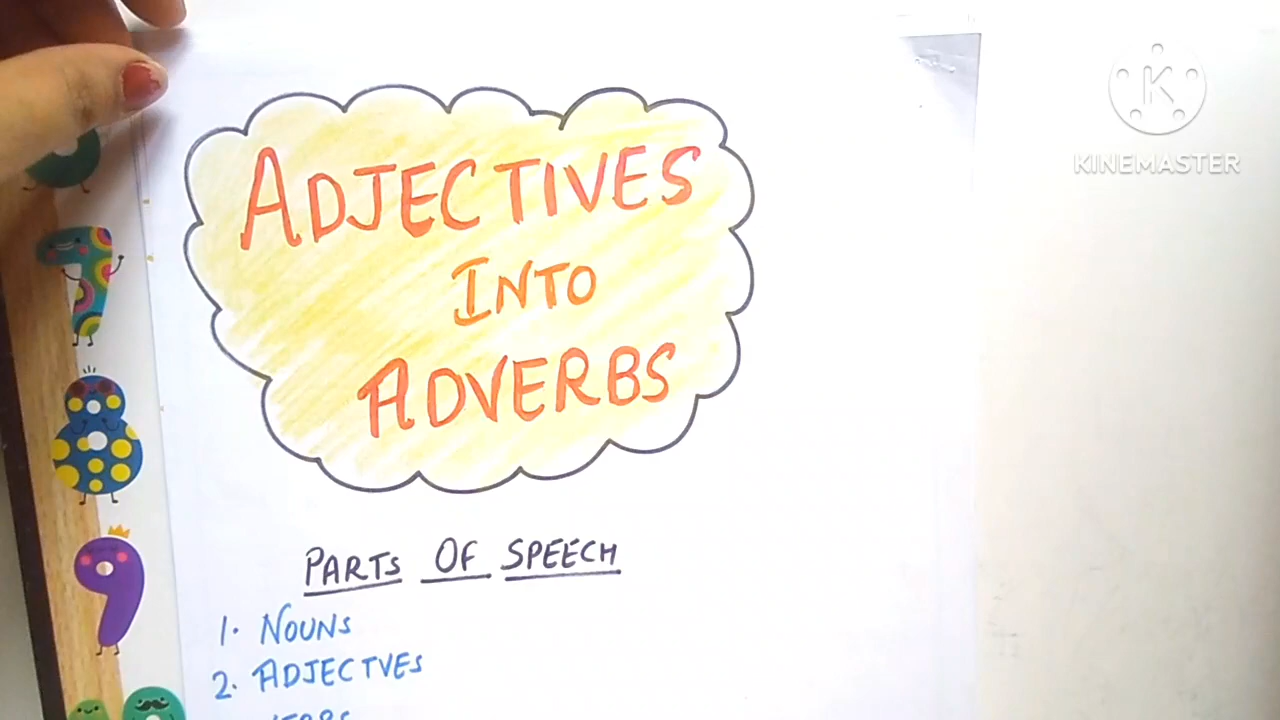 ADJECTIVES
INTO
ADVERBS
PARTS OF SPEECH
1. NOUNS
2. ADJECTVES
K
KINEMASTER